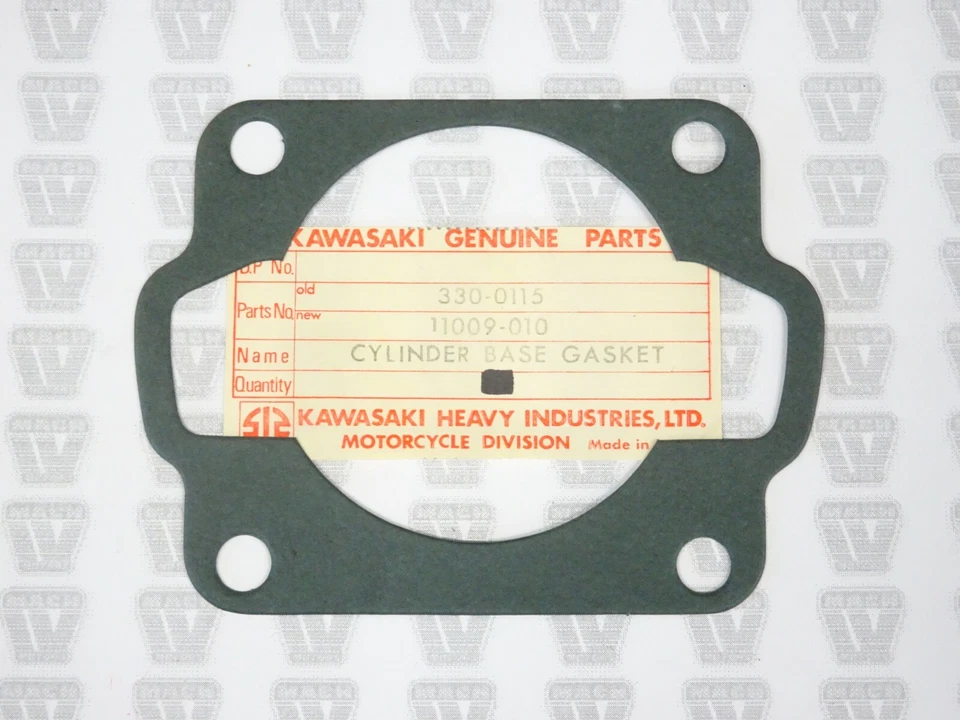 KAWASAKI GENUINE PARTS
D.P No.
old 330-0115
Parts No. new 11009-010
Name CYLINDER BASE GASKET
Quantity
KAWASAKI HEAVY INDUSTRIES, LTD.
MOTORCYCLE DIVISION Made in